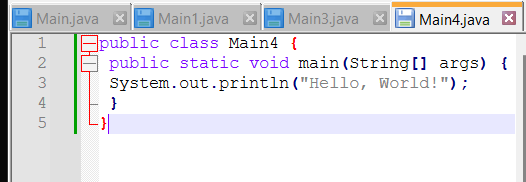 Main.java Main1.java Main3.java Main4.java
1 public class Main4 {
2 public static void main(String[] args) {
3 System.out.println("Hello, World!");
4 }
5 }